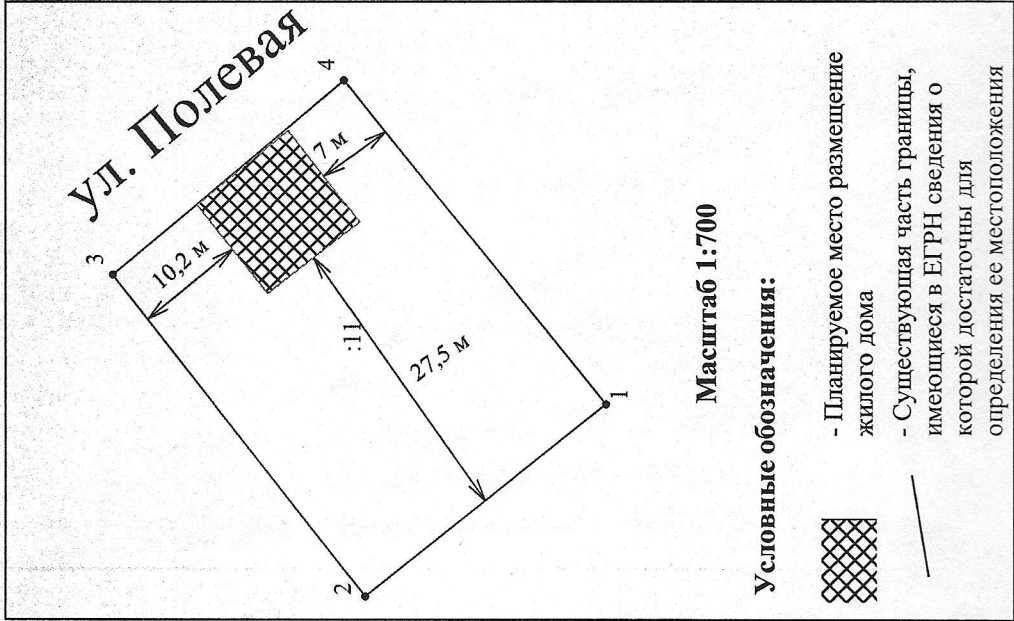 ул. Полевая
3
4
10,2 м
7 м
:11
27,5 м
2
1
Масштаб 1:700
Условные обозначения:
- Планируемое место размещение
жилого дома
- Существующая часть границы,
имеющиеся в ЕГРН сведения о
которой достаточны для
определения ее местоположения